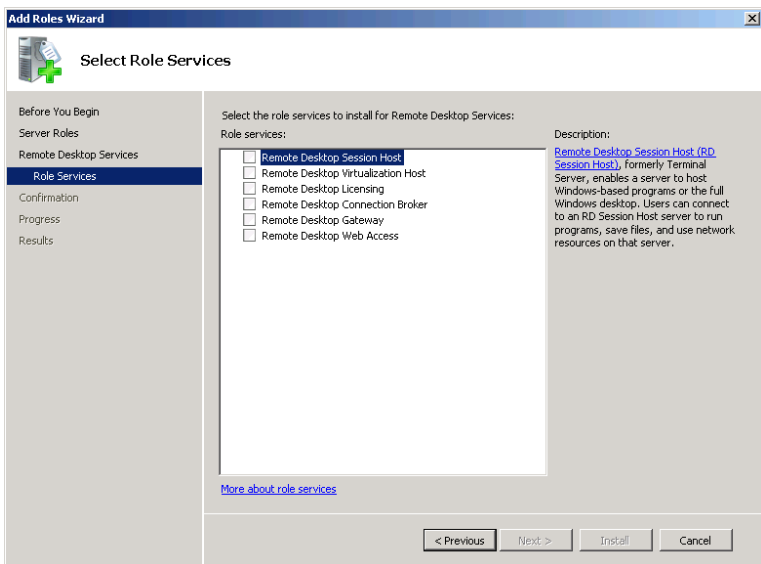 Add Roles Wizard
Select Role Services
Before You Begin
Server Roles
Remote Desktop Services
Role Services
Confirmation
Progress
Results
Select the role services to install for Remote Desktop Services:
Role services:
Remote Desktop Session Host
Remote Desktop Virtualization Host
Remote Desktop Licensing
Remote Desktop Connection Broker
Remote Desktop Gateway
Remote Desktop Web Access
More about role services
Description:
Remote Desktop Session Host (RD
Session Host), formerly Terminal
Server, enables a server to host
Windows-based programs or the full
Windows desktop. Users can connect
to an RD Session Host server to run
programs, save files, and use network
resources on that server.
< Previous
Next >
Install
Cancel